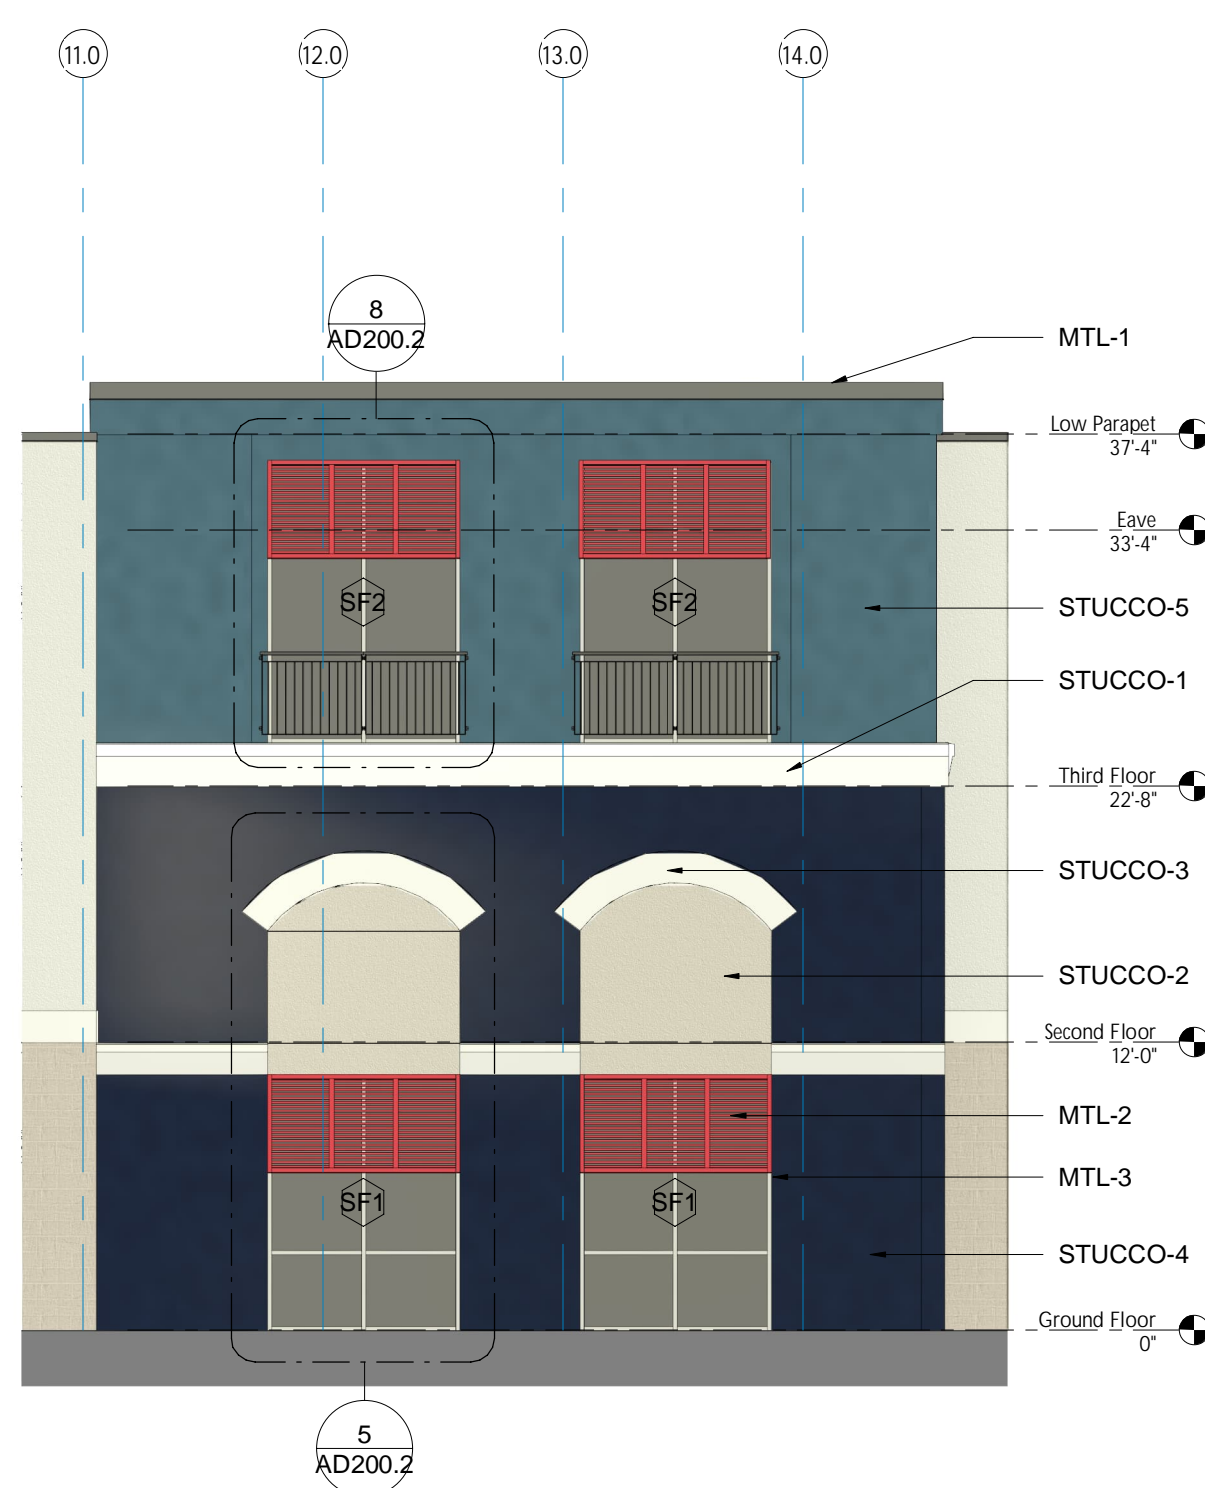 11.0
12.0
13.0
14.0
8
AD200.2
MTL-1
Low Parapet
37'-4"
Eave
33'-4"
SF2
SF2
STUCCO-5
STUCCO-1
Third Floor
22'-8"
STUCCO-3
STUCCO-2
Second Floor
12'-0"
MTL-2
MTL-3
SF1
SF1
STUCCO-4
Ground Floor
0"
5
AD200.2